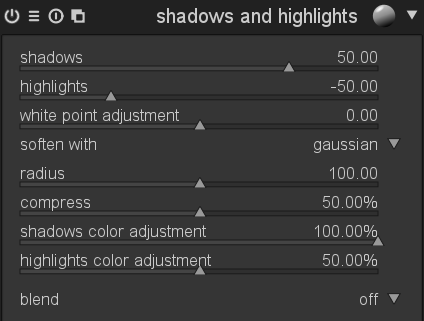 shadows and highlights
shadows 50.00
highlights -50.00
white point adjustment 0.00
soften with gaussian
radius 100.00
compress 50.00%
shadows color adjustment 100.00%
highlights color adjustment 50.00%
blend off